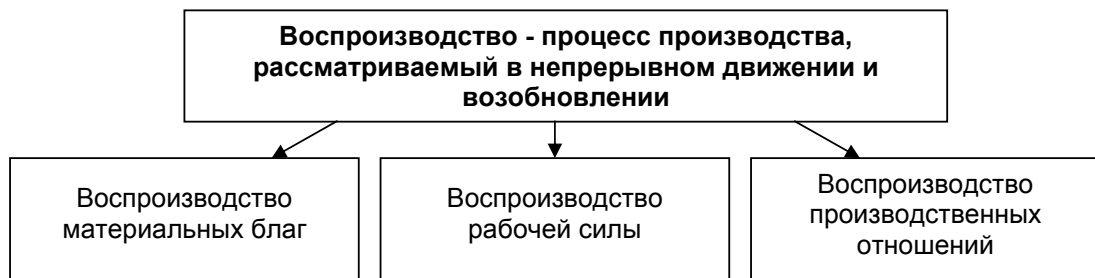 Воспроизводство - процесс производства,
рассматриваемый в непрерывном движении и
возобновлении
Воспроизводство
материальных благ
Воспроизводство
рабочей силы
Воспроизводство
производственных
отношений